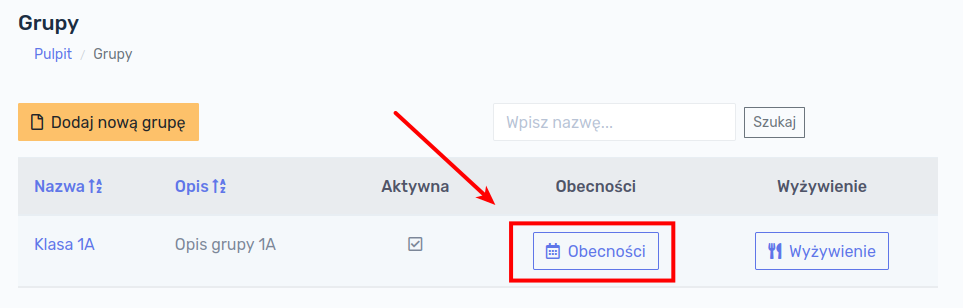 Grupy
Pulpit / Grupy
Dodaj nową grupę Wpisz nazwę... Szukaj
Nazwa Opis Aktywna Obecności Wyżywienie
Klasa 1A Opis grupy 1A Obecności Wyżywienie